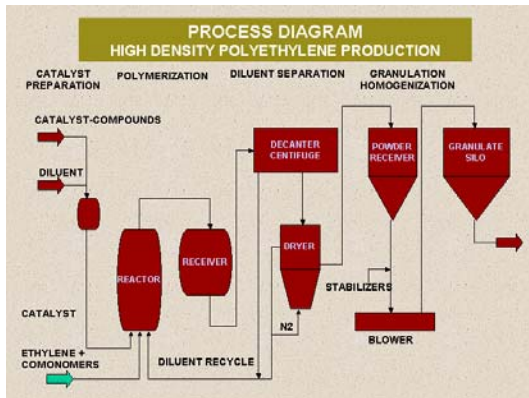 PROCESS DIAGRAM
HIGH DENSITY POLYETHYLENE PRODUCTION
CATALYST
PREPARATION
POLYMERIZATION
DILUENT SEPARATION
GRANULATION
HOMOGENIZATION
CATALYST-COMPOUNDS
DILUENT
DECANTER
CENTIFUGE
POWDER
RECEIVER
GRANULATE
SILO
REACTOR
RECEIVER
DRYER
STABILIZERS
CATALYST
N2
BLOWER
ETHYLENE +
COMONOMERS
DILUENT RECYCLE